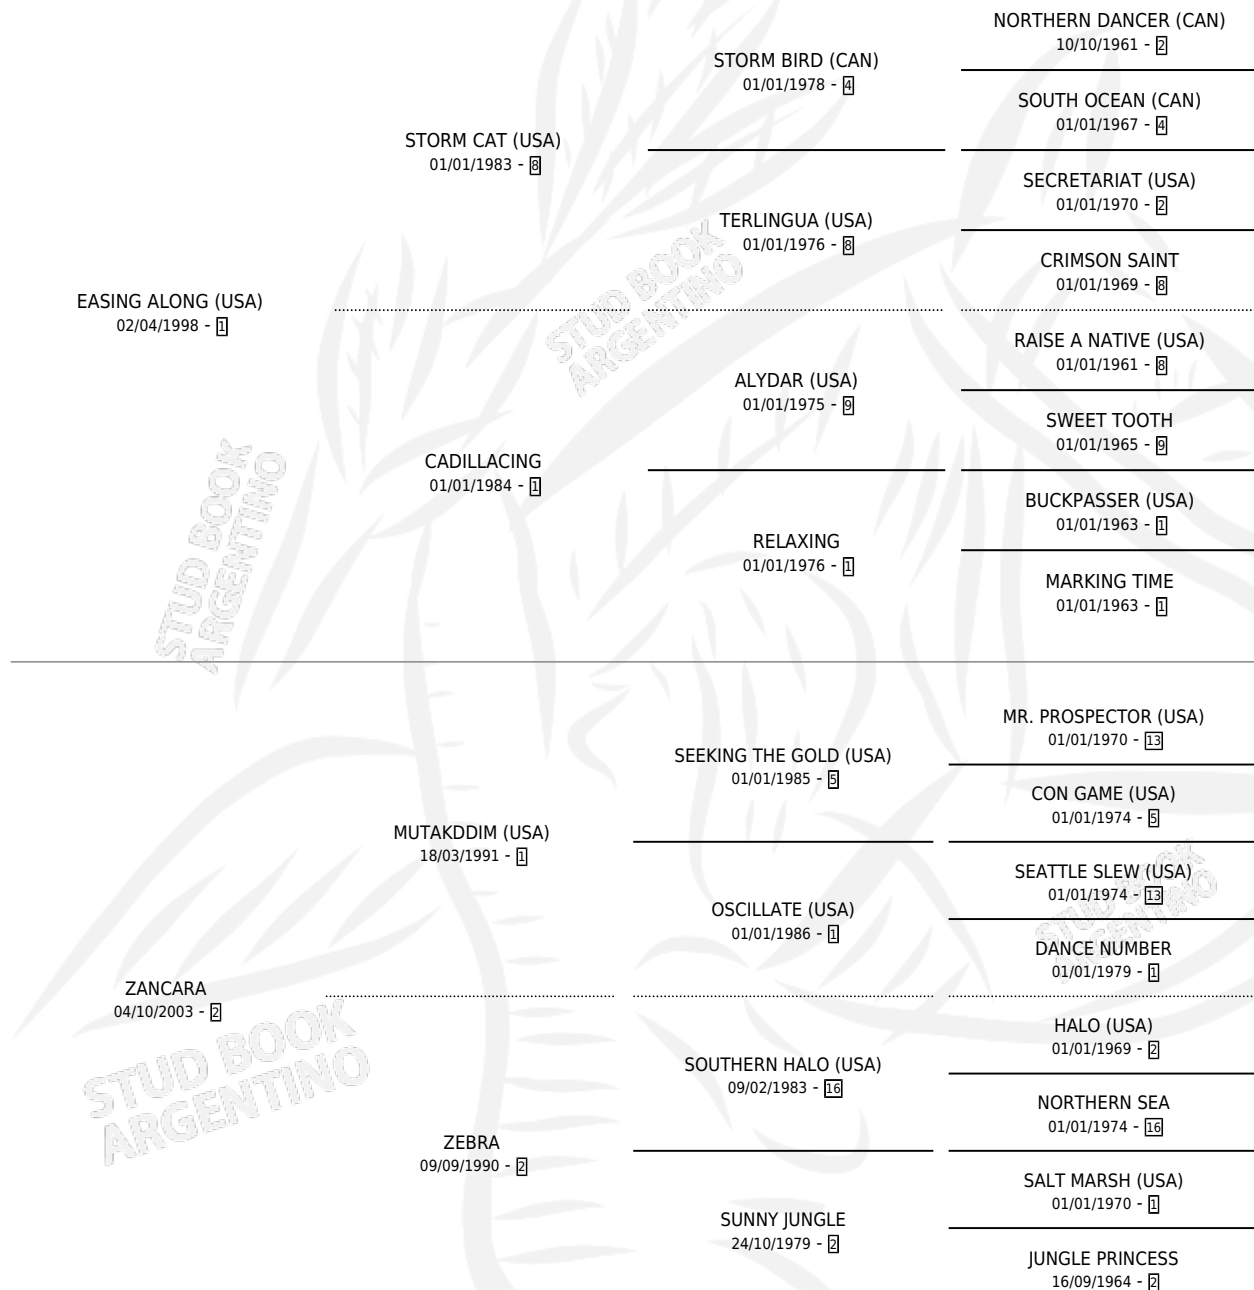 NORTHERN DANCER (CAN)
10/10/1961 - 2
STORM BIRD (CAN)
01/01/1978 - 4
SOUTH OCEAN (CAN)
01/01/1967 - 4
STORM CAT (USA)
01/01/1983 - 8
SECRETARIAT (USA)
01/01/1970 - 2
TERLINGUA (USA)
01/01/1976 - 8
CRIMSON SAINT
01/01/1969 - 8
EASING ALONG (USA)
02/04/1998 - 1
RAISE A NATIVE (USA)
01/01/1961 - 8
ALYDAR (USA)
01/01/1975 - 9
SWEET TOOTH
01/01/1965 - 9
CADILLACING
01/01/1984 - 1
BUCKPASSER (USA)
01/01/1963 - 1
RELAXING
01/01/1976 - 1
MARKING TIME
01/01/1963 - 1
MR. PROSPECTOR (USA)
01/01/1970 - 13
SEEKING THE GOLD (USA)
01/01/1985 - 5
CON GAME (USA)
01/01/1974 - 5
MUTAKDDIM (USA)
18/03/1991 - 1
SEATTLE SLEW (USA)
01/01/1974 - 13
OSCILLATE (USA)
01/01/1986 - 1
DANCE NUMBER
01/01/1979 - 1
ZANCARA
04/10/2003 - 2
HALO (USA)
01/01/1969 - 2
SOUTHERN HALO (USA)
09/02/1983 - 16
NORTHERN SEA
01/01/1974 - 16
ZEBRA
09/09/1990 - 2
SALT MARSH (USA)
01/01/1970 - 1
SUNNY JUNGLE
24/10/1979 - 2
JUNGLE PRINCESS
16/09/1964 - 2
STUD BOOK
ARGENTINO
STUD BOOK
ARGENTINO
STUD BOOK
ARGENTINO
STUD BOOK
ARGENTINO